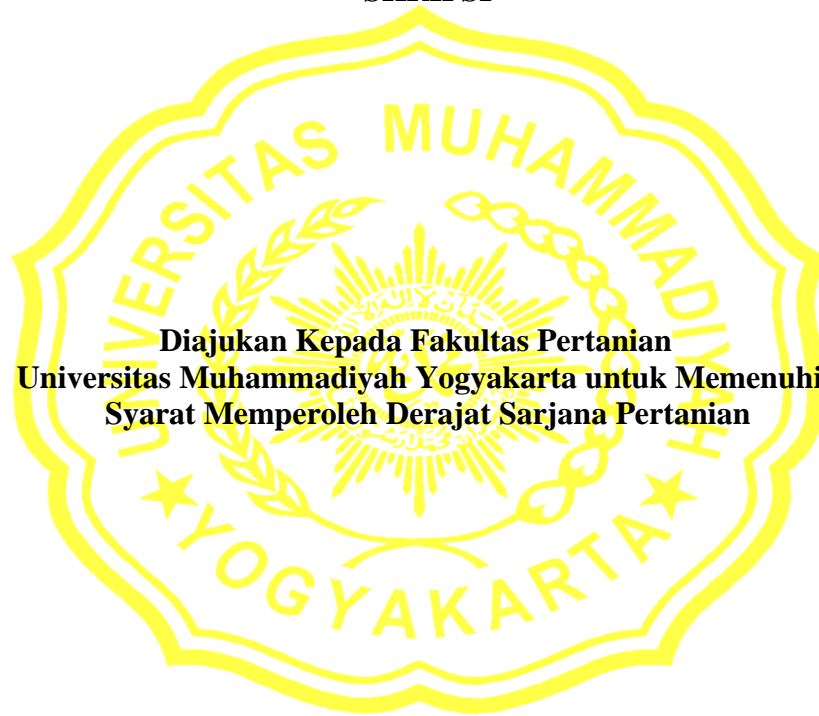 Diajukan Kepada Fakultas Pertanian
Universitas Muhammadiyah Yogyakarta untuk Memenuhi
Syarat Memperoleh Derajat Sarjana Pertanian
UNIVERSITAS MUHAMMADIYAH
YOGYAKARTA